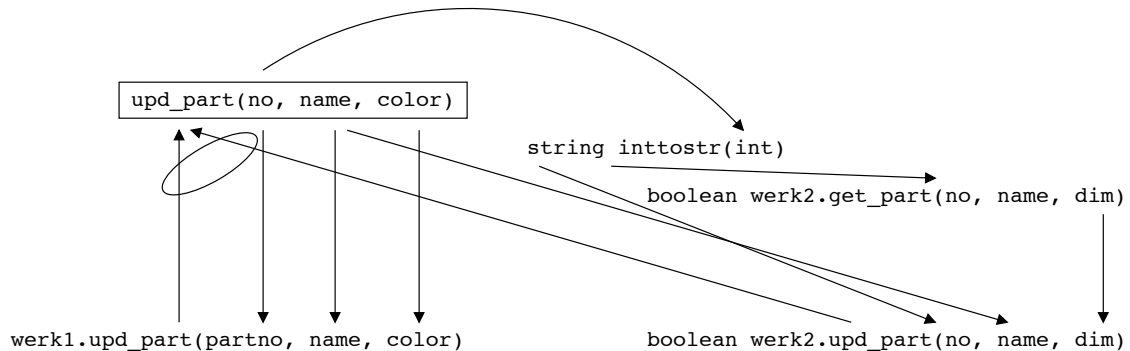 upd_part(no, name, color)
string inttostr(int)
boolean werk2.get_part(no, name, dim)
werk1.upd_part(partno, name, color)
boolean werk2.upd_part(no, name, dim)